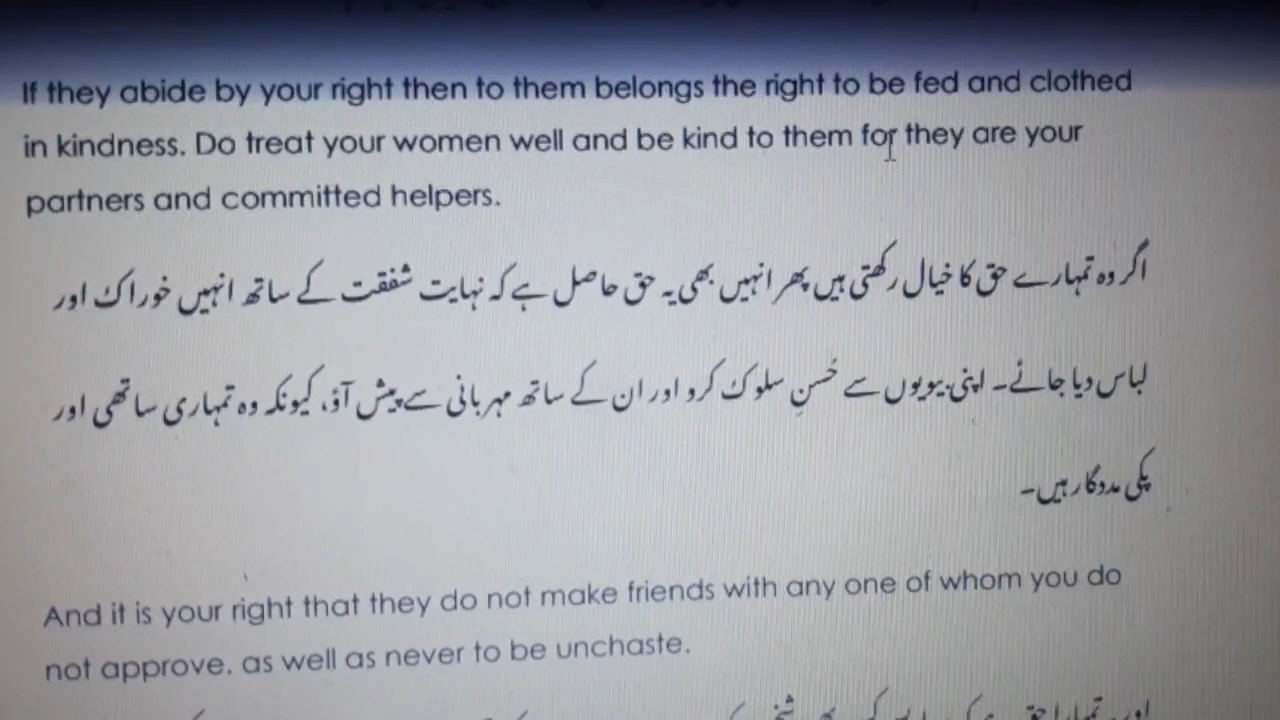 If they abide by your right then to them belongs the right to be fed and clothed
in kindness. Do treat your women well and be kind to them for they are your
partners and committed helpers.
اگر وہ تمہارے حق کا خیال رکھتی ہیں پھر انہیں بھی یہ حق حاصل ہے کہ نہایت شفقت کے ساتھ انہیں خوراک اور
لباس دیا جائے۔ اپنی بیویوں سے حُسنِ سلوک کرو اور ان کے ساتھ مہربانی سے پیش آؤ، کیونکہ وہ تمہاری ساتھی اور
پکی مددگار ہیں۔
And it is your right that they do not make friends with any one of whom you do
not approve. as well as never to be unchaste.